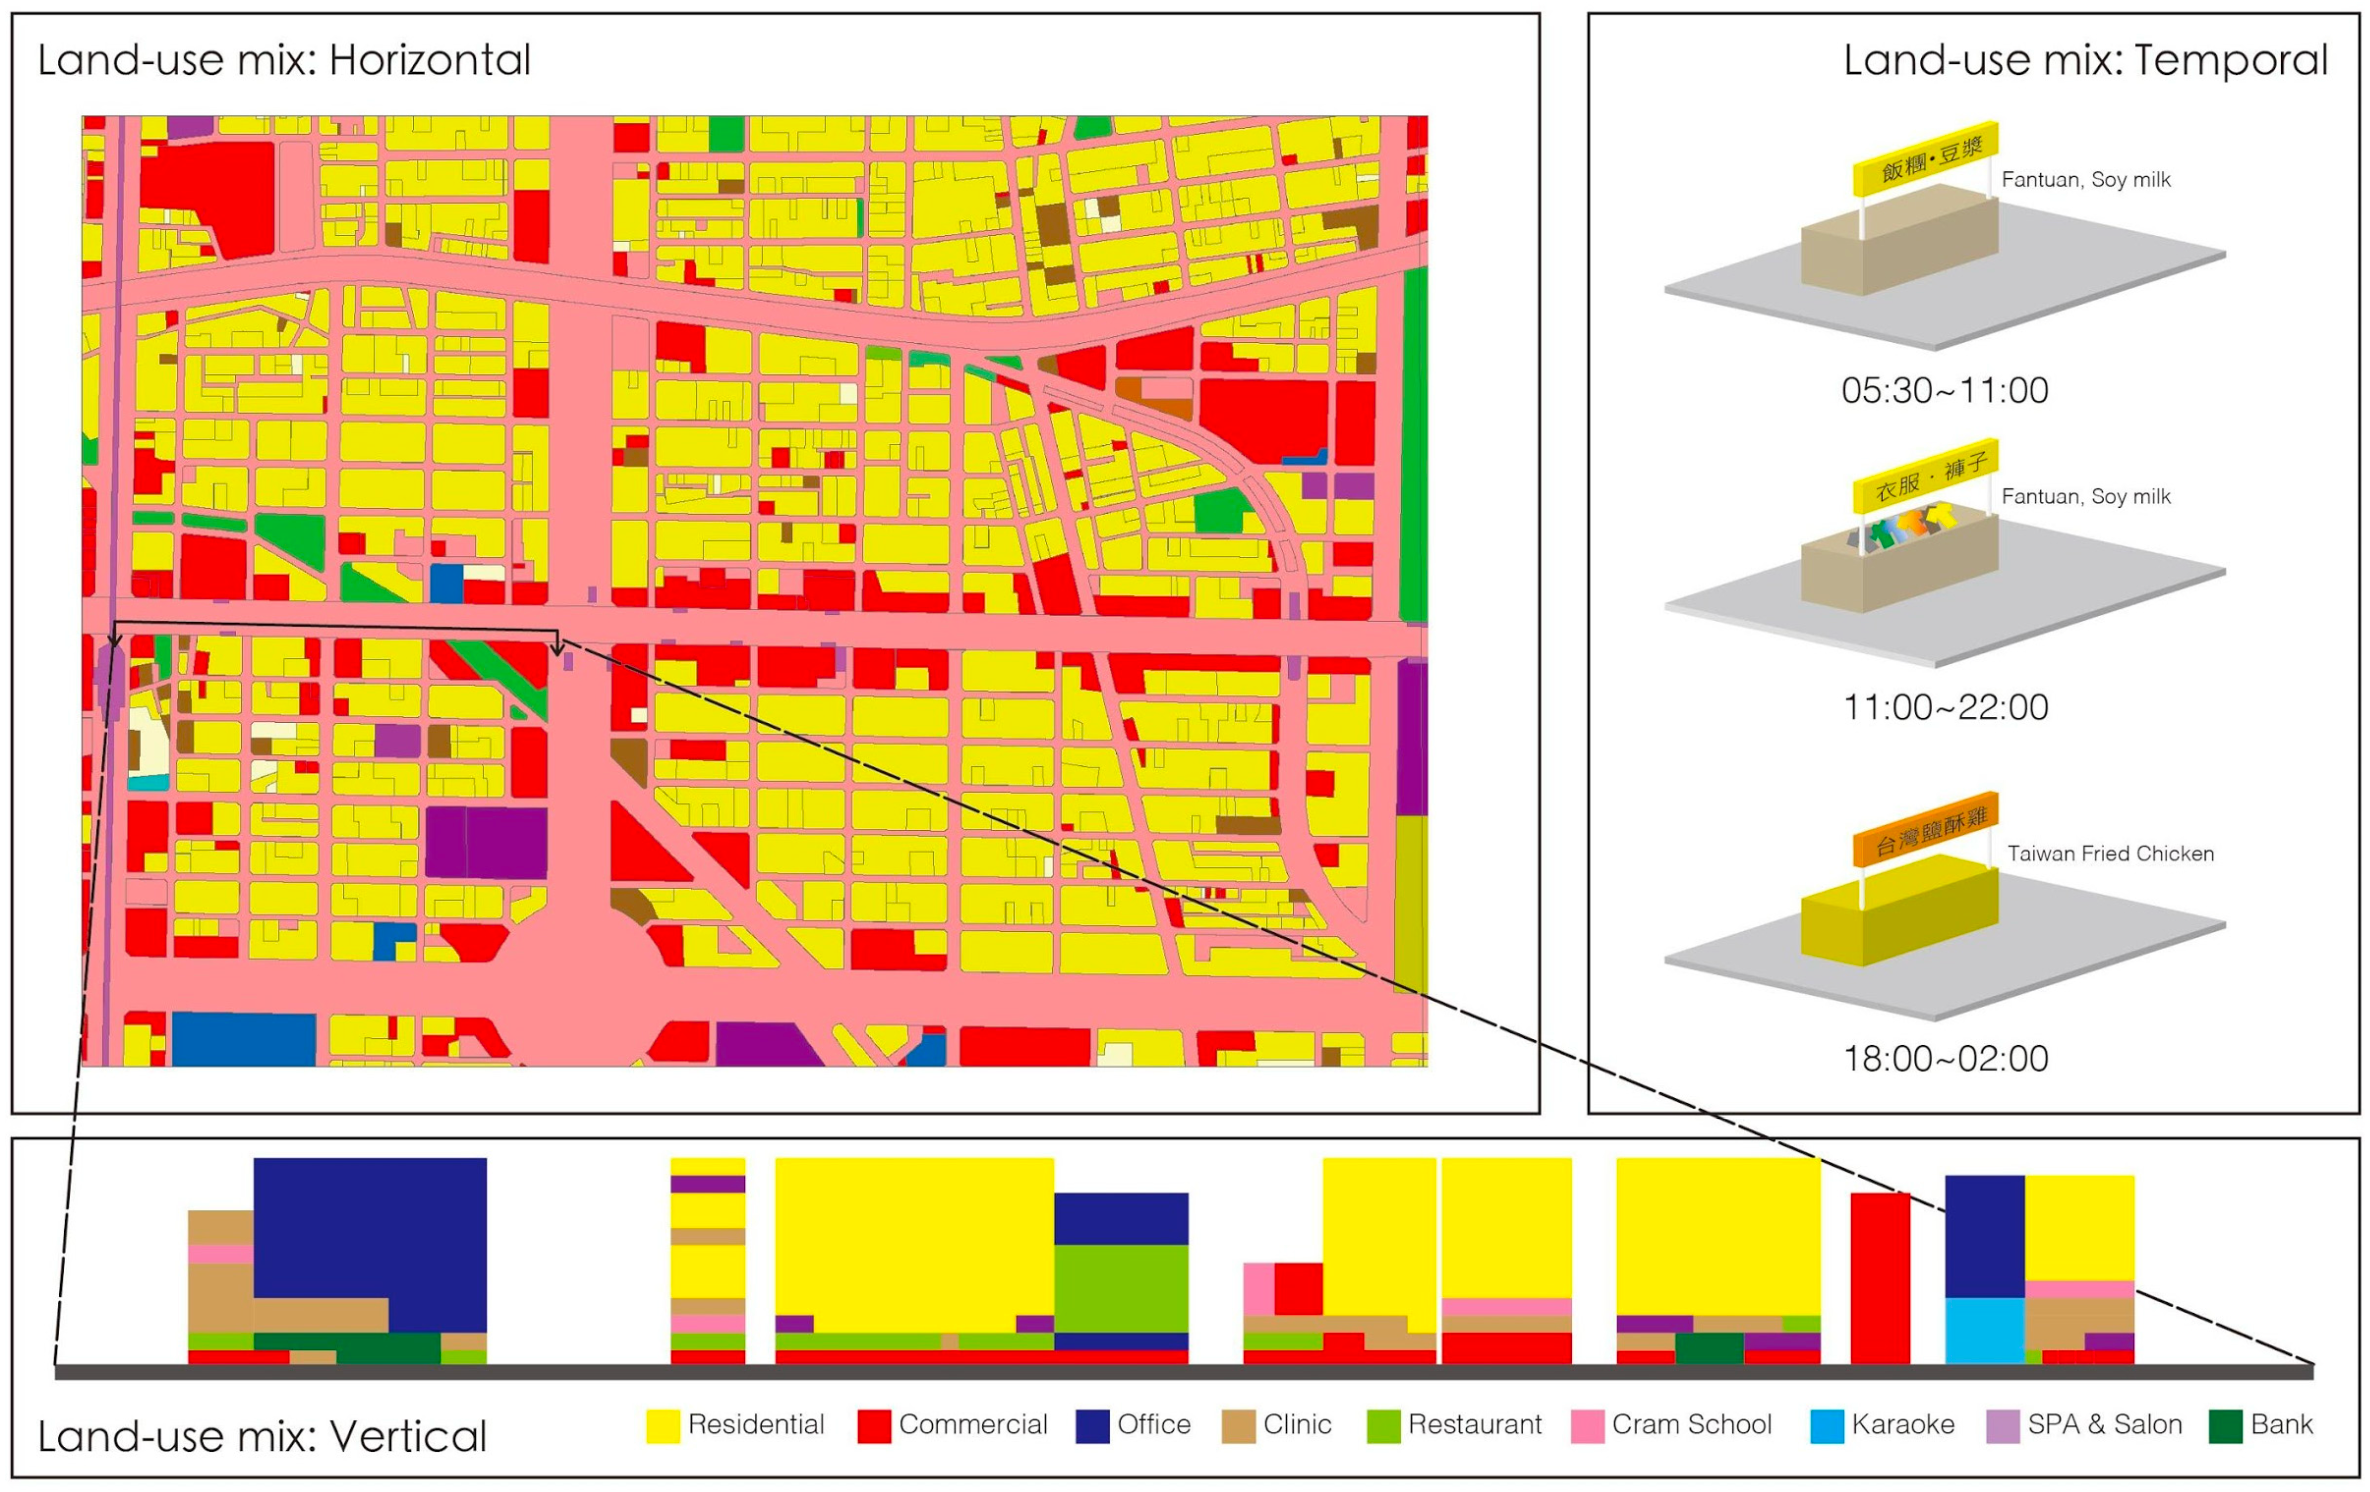 Land-use mix: Horizontal
Land-use mix: Temporal
飯糰・豆漿
Fantuan, Soy milk
05:30~11:00
衣服・褲子
Fantuan, Soy milk
11:00~22:00
台灣鹽酥雞
Taiwan Fried Chicken
18:00~02:00
Land-use mix: Vertical
Residential
Commercial
Office
Clinic
Restaurant
Cram School
Karaoke
SPA & Salon
Bank